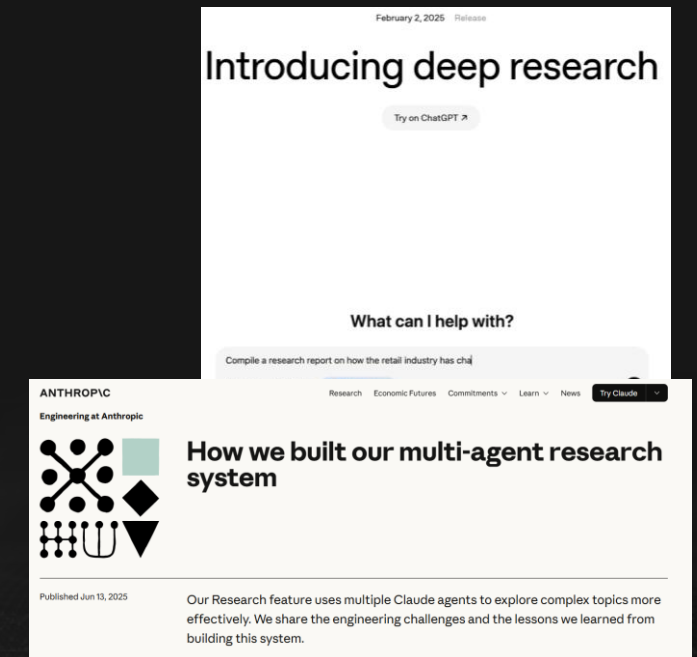 February 2, 2025 Release
Introducing deep research
Try on ChatGPT ↗
What can I help with?
Compile a research report on how the retail industry has cha
ANTHROP\C
Research Economic Futures Commitments Learn News Try Claude
Engineering at Anthropic
How we built our multi-agent research
system
Published Jun 13, 2025
Our Research feature uses multiple Claude agents to explore complex topics more
effectively. We share the engineering challenges and the lessons we learned from
building this system.